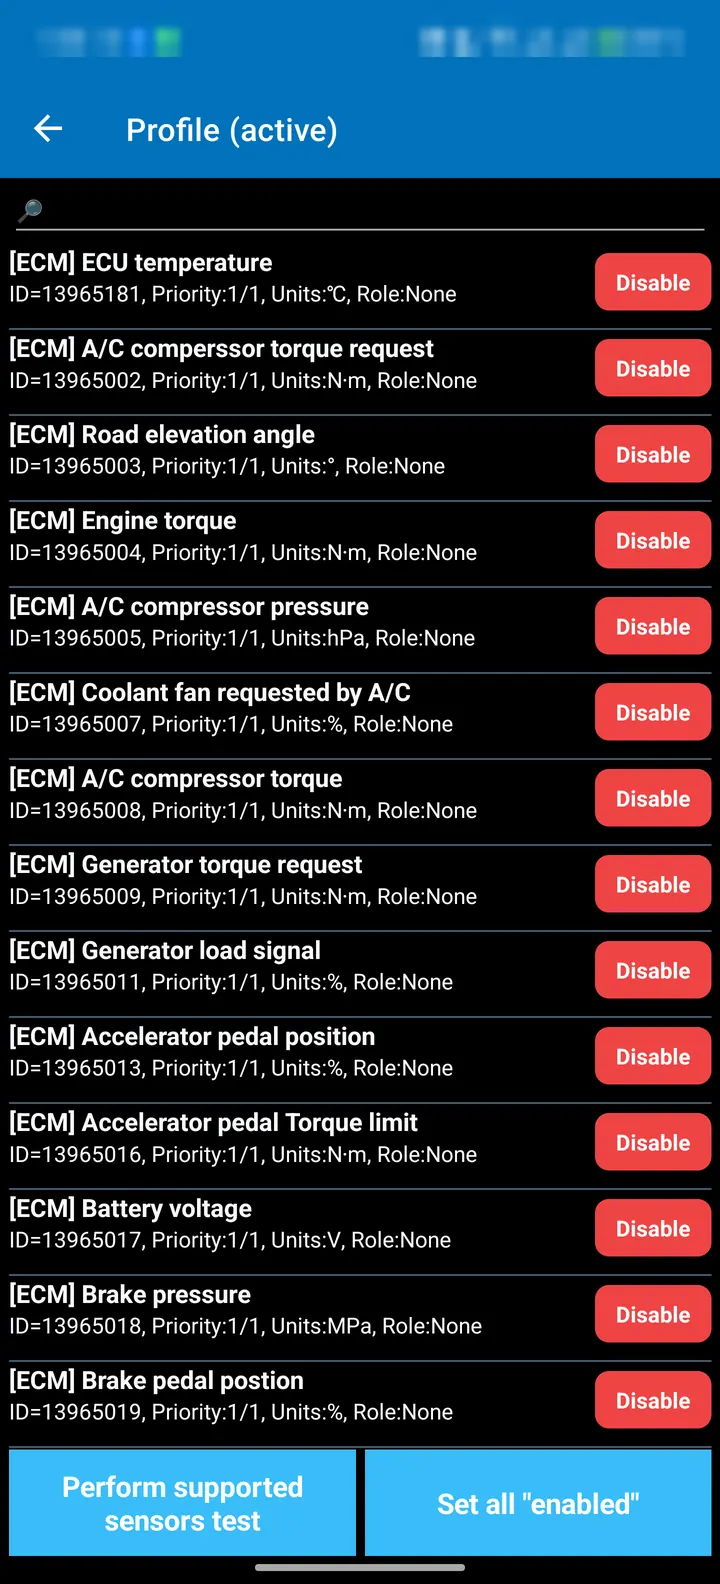 Profile (active)
[ECM] ECU temperature
ID=13965181, Priority:1/1, Units:℃, Role:None
Disable
[ECM] A/C comperssor torque request
ID=13965002, Priority:1/1, Units:N·m, Role:None
Disable
[ECM] Road elevation angle
ID=13965003, Priority:1/1, Units:°, Role:None
Disable
[ECM] Engine torque
ID=13965004, Priority:1/1, Units:N·m, Role:None
Disable
[ECM] A/C compressor pressure
ID=13965005, Priority:1/1, Units:hPa, Role:None
Disable
[ECM] Coolant fan requested by A/C
ID=13965007, Priority:1/1, Units:%, Role:None
Disable
[ECM] A/C compressor torque
ID=13965008, Priority:1/1, Units:N·m, Role:None
Disable
[ECM] Generator torque request
ID=13965009, Priority:1/1, Units:N·m, Role:None
Disable
[ECM] Generator load signal
ID=13965011, Priority:1/1, Units:%, Role:None
Disable
[ECM] Accelerator pedal position
ID=13965013, Priority:1/1, Units:%, Role:None
Disable
[ECM] Accelerator pedal Torque limit
ID=13965016, Priority:1/1, Units:N·m, Role:None
Disable
[ECM] Battery voltage
ID=13965017, Priority:1/1, Units:V, Role:None
Disable
[ECM] Brake pressure
ID=13965018, Priority:1/1, Units:MPa, Role:None
Disable
[ECM] Brake pedal postion
ID=13965019, Priority:1/1, Units:%, Role:None
Disable
Perform supported
sensors test
Set all "enabled"